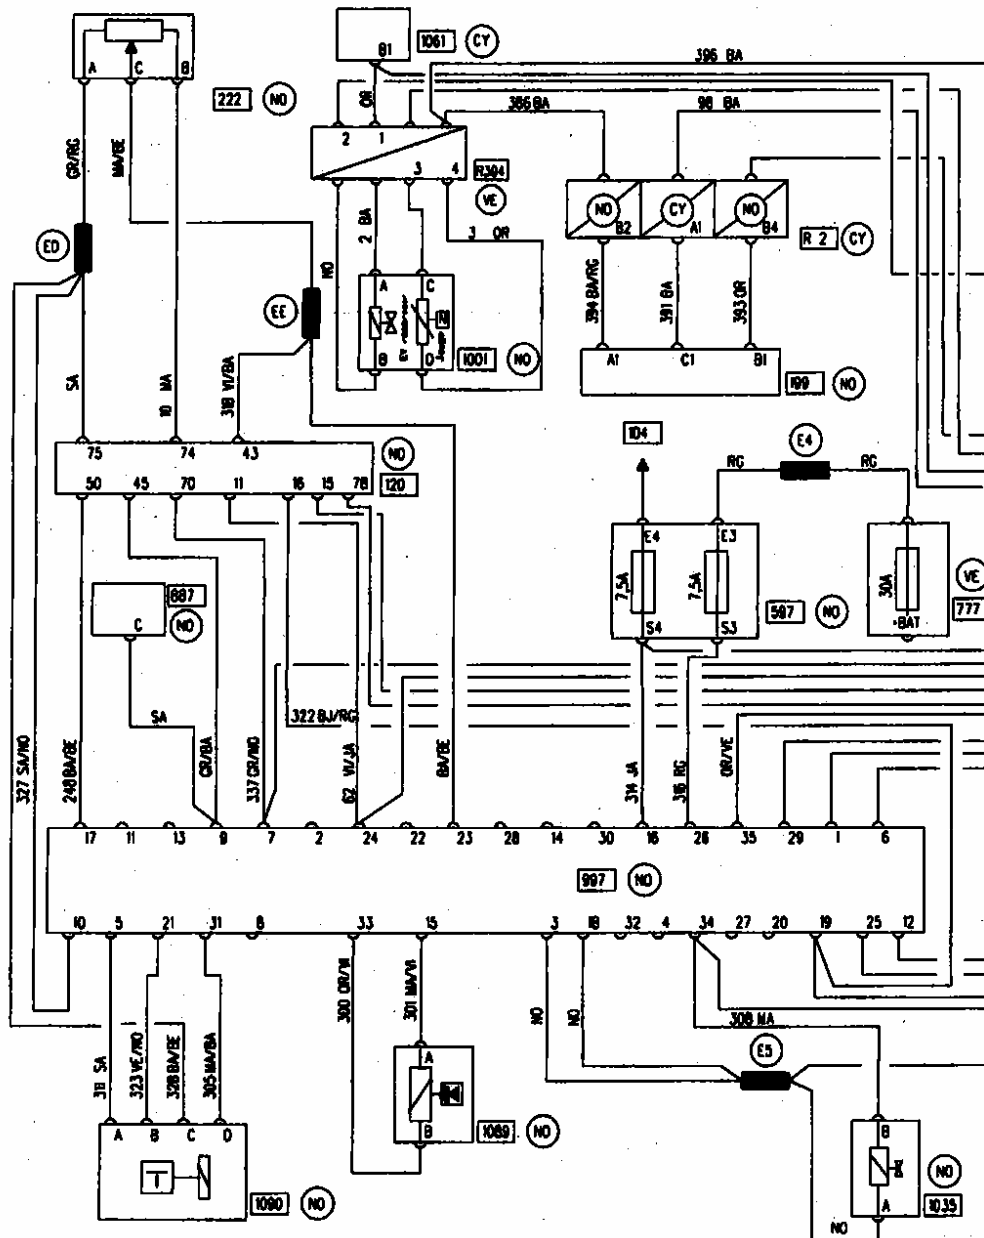 A C B
222 NO
B1
1061 CY
396 BA
OR
386 BA
98 BA
GR/RG
MA/BE
2 1
3 4
R304
VE
NO CY NO
B2 A1 B4
R 2 CY
ED
EE
NO
2 BA
3 OR
394 BA/RG
391 BA
393 OR
A C
B D
1001 NO
A1 C1 B1
199 NO
SA
10 MA
318 VI/BA
104
E4
RG RG
75 74 43
NO
50 45 70 11 16 15 78
120
E4 E3
7,5A 7,5A
S4 S3
597 NO
30A
+BAT
VE
777
887
C
NO
SA
322 BJ/RG
327 SA/NO
248 BA/BE
GR/BA
337 GR/NO
62 VI/JA
BA/BE
314 JA
316 RG
OR/VE
17 11 13 9 7 2 24 22 23 28 14 30 16 26 35 29 1 6
997 NO
10 5 21 31 8 33 15 3 18 32 4 34 27 20 19 25 12
300 OR/VI
301 MA/VI
NO
NO
308 MA
E5
319 SA
323 VE/NO
328 BA/BE
305 MA/BA
A B C D
1090 NO
A
B
1089 NO
B
A
NO
1035
NO